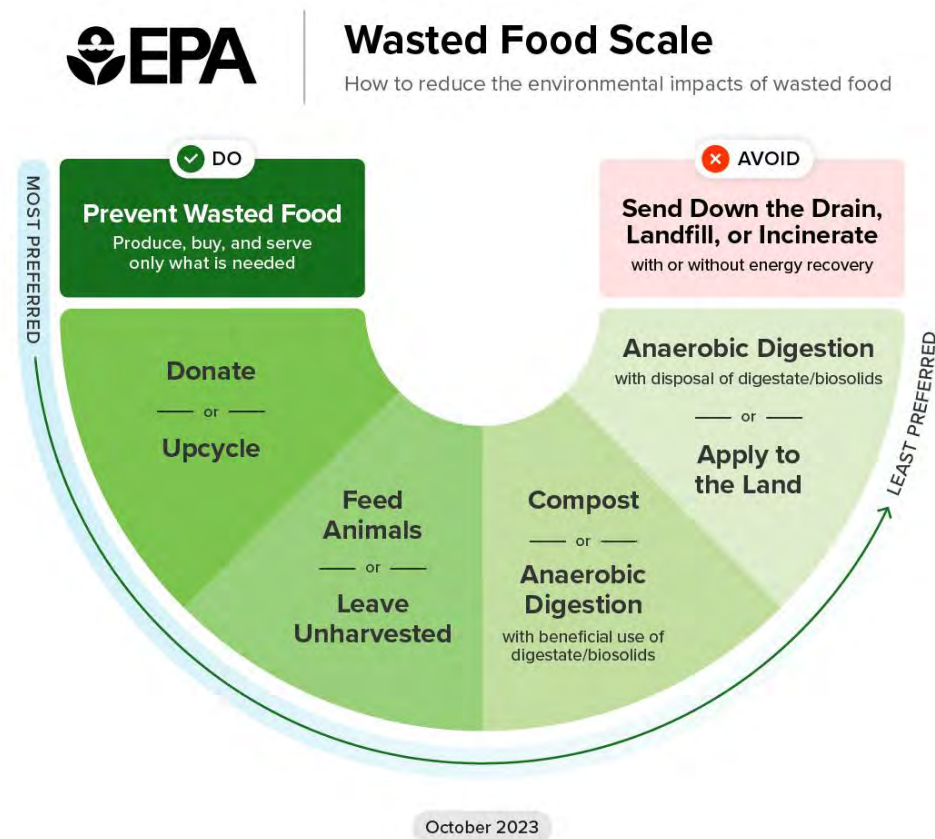 EPA
Wasted Food Scale
How to reduce the environmental impacts of wasted food
DO
Prevent Wasted Food
Produce, buy, and serve
only what is needed
AVOID
Send Down the Drain,
Landfill, or Incinerate
with or without energy recovery
MOST PREFERRED
Donate
or
Upcycle
Feed
Animals
or
Leave
Unharvested
Compost
or
Anaerobic
Digestion
with beneficial use of
digestate/biosolids
Anaerobic Digestion
with disposal of digestate/biosolids
or
Apply to
the Land
LEAST PREFERRED
October 2023